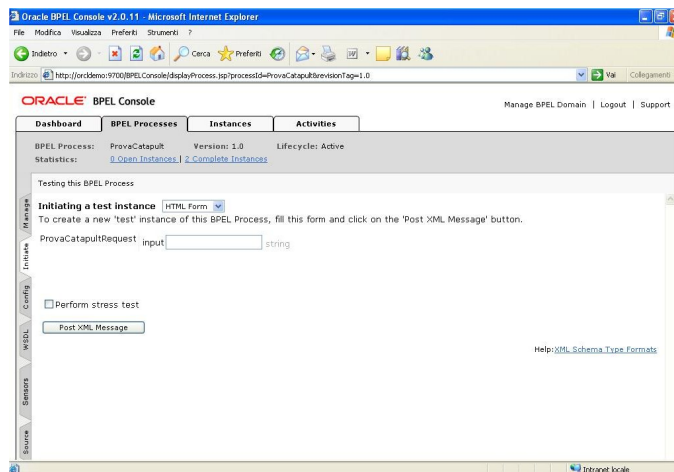 Oracle BPEL Console v2.0.11 - Microsoft Internet Explorer
File Modifica Visualizza Preferiti Strumenti ?
Indietro Cerca Preferiti
Indirizzo http://orcldemo:9700/BPELConsole/displayProcess.jsp?processId=ProvaCatapult&revisionTag=1.0 Vai Collegamenti
ORACLE BPEL Console
Manage BPEL Domain | Logout | Support
Dashboard BPEL Processes Instances Activities
BPEL Process: ProvaCatapult Version: 1.0 Lifecycle: Active
Statistics: 0 Open Instances | 2 Complete Instances
Testing this BPEL Process
Manage
Initiate
Config
WSDL
Sensors
Source
Initiating a test instance HTML Form
To create a new 'test' instance of this BPEL Process, fill this form and click on the 'Post XML Message' button.
ProvaCatapultRequest input string
Perform stress test
Post XML Message
Help: XML Schema Type Formats
Intranet locale